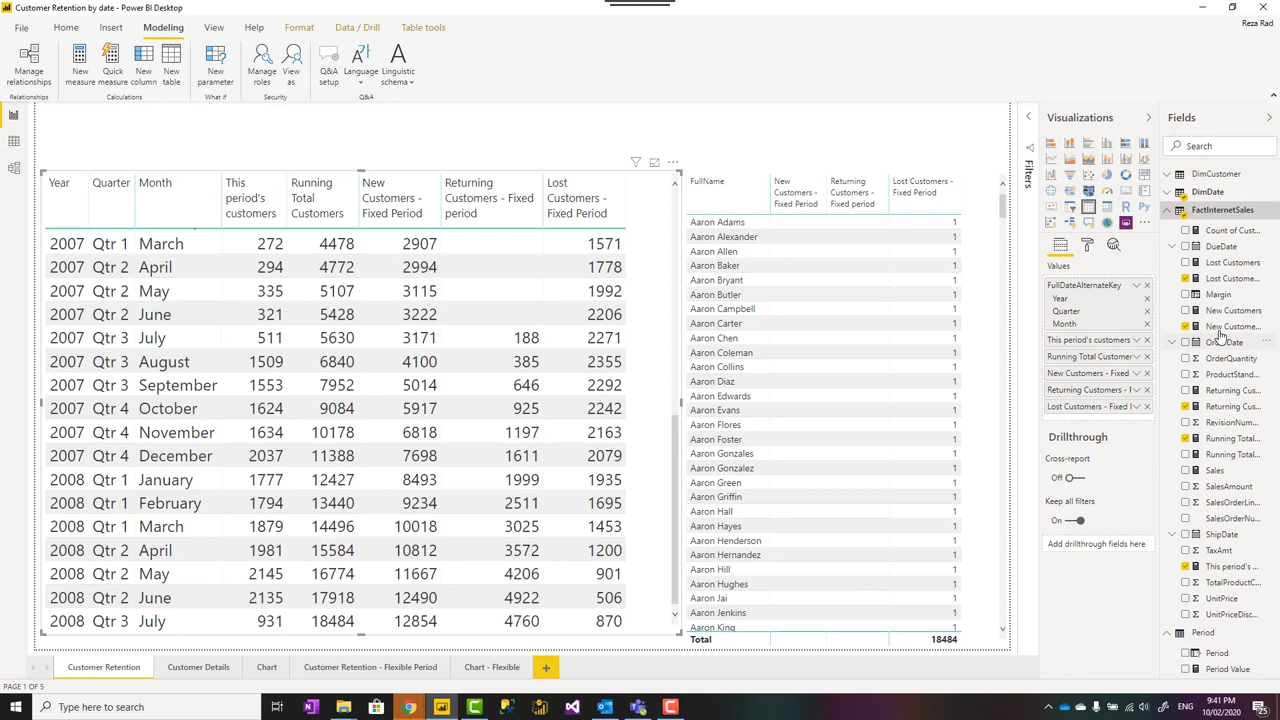 Customer Retention by date - Power BI Desktop
Reza Rad
File Home Insert Modeling View Help Format Data / Drill Table tools
Manage relationships
New measure
Quick measure
New column
New table
New parameter
Manage roles
View as
Q&A setup
Language
Linguistic schema
Relationships Calculations What if Security Q&A
Year Quarter Month This period's customers Running Total Customers New Customers - Fixed Period Returning Customers - Fixed period Lost Customers - Fixed Period
2007 Qtr 1 March 272 4478 2907 1571
2007 Qtr 2 April 294 4772 2994 1778
2007 Qtr 2 May 335 5107 3115 1992
2007 Qtr 2 June 321 5428 3222 2206
2007 Qtr 3 July 511 5630 3171 188 2271
2007 Qtr 3 August 1509 6840 4100 385 2355
2007 Qtr 3 September 1553 7952 5014 646 2292
2007 Qtr 4 October 1624 9084 5917 925 2242
2007 Qtr 4 November 1634 10178 6818 1197 2163
2007 Qtr 4 December 2037 11388 7698 1611 2079
2008 Qtr 1 January 1777 12427 8493 1999 1935
2008 Qtr 1 February 1794 13440 9234 2511 1695
2008 Qtr 1 March 1879 14496 10018 3025 1453
2008 Qtr 2 April 1981 15584 10812 3572 1200
2008 Qtr 2 May 2145 16774 11667 4206 901
2008 Qtr 2 June 2135 17918 12490 4922 506
2008 Qtr 3 July 931 18484 12854 4760 870
FullName New Customers - Fixed Period Returning Customers - Fixed period Lost Customers - Fixed Period
Aaron Adams 1
Aaron Alexander 1
Aaron Allen 1
Aaron Baker 1
Aaron Bryant 1
Aaron Butler 1
Aaron Campbell 1
Aaron Carter 1
Aaron Chen 1
Aaron Coleman 1
Aaron Collins 1
Aaron Diaz 1
Aaron Edwards 1
Aaron Evans 1
Aaron Flores 1
Aaron Foster 1
Aaron Gonzales 1
Aaron Gonzalez 1
Aaron Green 1
Aaron Griffin 1
Aaron Hall 1
Aaron Hayes 1
Aaron Henderson 1
Aaron Hernandez 1
Aaron Hill 1
Aaron Hughes 1
Aaron Jai 1
Aaron Jenkins 1
Aaron King 1
Total 18484
Filters
Visualizations
Values
FullDateAlternateKey
Year
Quarter
Month
This period's customers
Running Total Customer
New Customers - Fixed
Returning Customers - F
Lost Customers - Fixed
Drillthrough
Cross-report
Off
Keep all filters
On
Add drillthrough fields here
Fields
Search
DimCustomer
DimDate
FactInternetSales
Count of Cust...
DueDate
Lost Customers
Lost Custome...
Margin
New Customers
New Custome...
OrderDate
OrderQuantity
ProductStand...
Returning Cus...
Returning Cus...
RevisionNum...
Running Total...
Running Total...
Sales
SalesAmount
SalesOrderLin...
SalesOrderNu...
ShipDate
TaxAmt
This period's ...
TotalProductC...
UnitPrice
UnitPriceDisc...
Period
Period
Period Value
Customer Retention Customer Details Chart Customer Retention - Flexible Period Chart - Flexible
PAGE 1 OF 5
Type here to search
ENG
9:41 PM
10/02/2020